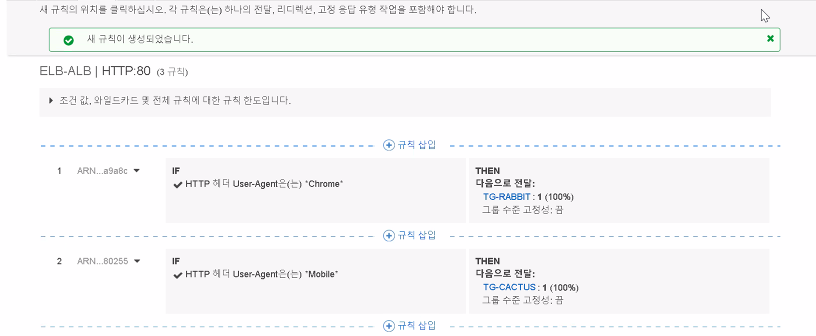 새 규칙의 위치를 클릭하십시오. 각 규칙은(는) 하나의 전달, 리디렉션, 고정 응답 유형 작업을 포함해야 합니다.
새 규칙이 생성되었습니다.
ELB-ALB | HTTP:80 (3 규칙)
조건 값, 와일드카드 및 전체 규칙에 대한 규칙 한도입니다.
규칙 삽입
1 ARN...a9a8c IF THEN
HTTP 헤더 User-Agent은(는) *Chrome* 다음으로 전달:
TG-RABBIT : 1 (100%)
그룹 수준 고정성: 끔
규칙 삽입
2 ARN...80255 IF THEN
HTTP 헤더 User-Agent은(는) *Mobile* 다음으로 전달:
TG-CACTUS : 1 (100%)
그룹 수준 고정성: 끔
규칙 삽입